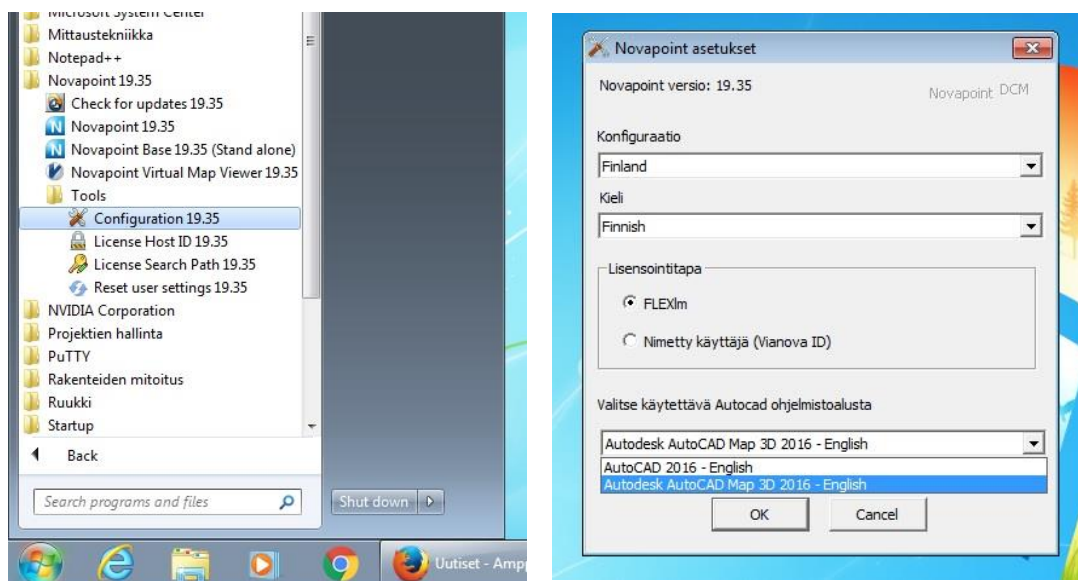 Microsoft System Center
Mittaustekniikka
Notepad++
Novapoint 19.35
Check for updates 19.35
Novapoint 19.35
Novapoint Base 19.35 (Stand alone)
Novapoint Virtual Map Viewer 19.35
Tools
Configuration 19.35
License Host ID 19.35
License Search Path 19.35
Reset user settings 19.35
NVIDIA Corporation
Projektien hallinta
PuTTY
Rakenteiden mitoitus
Ruukki
Startup
Back
Search programs and files
Shut down
Uutiset - Ampp
Novapoint asetukset
Novapoint versio: 19.35
Novapoint DCM
Konfiguraatio
Finland
Kieli
Finnish
Lisensointitapa
FLEXlm
Nimetty käyttäjä (Vianova ID)
Valitse käytettävä Autocad ohjelmistoalusta
Autodesk AutoCAD Map 3D 2016 - English
AutoCAD 2016 - English
Autodesk AutoCAD Map 3D 2016 - English
OK
Cancel